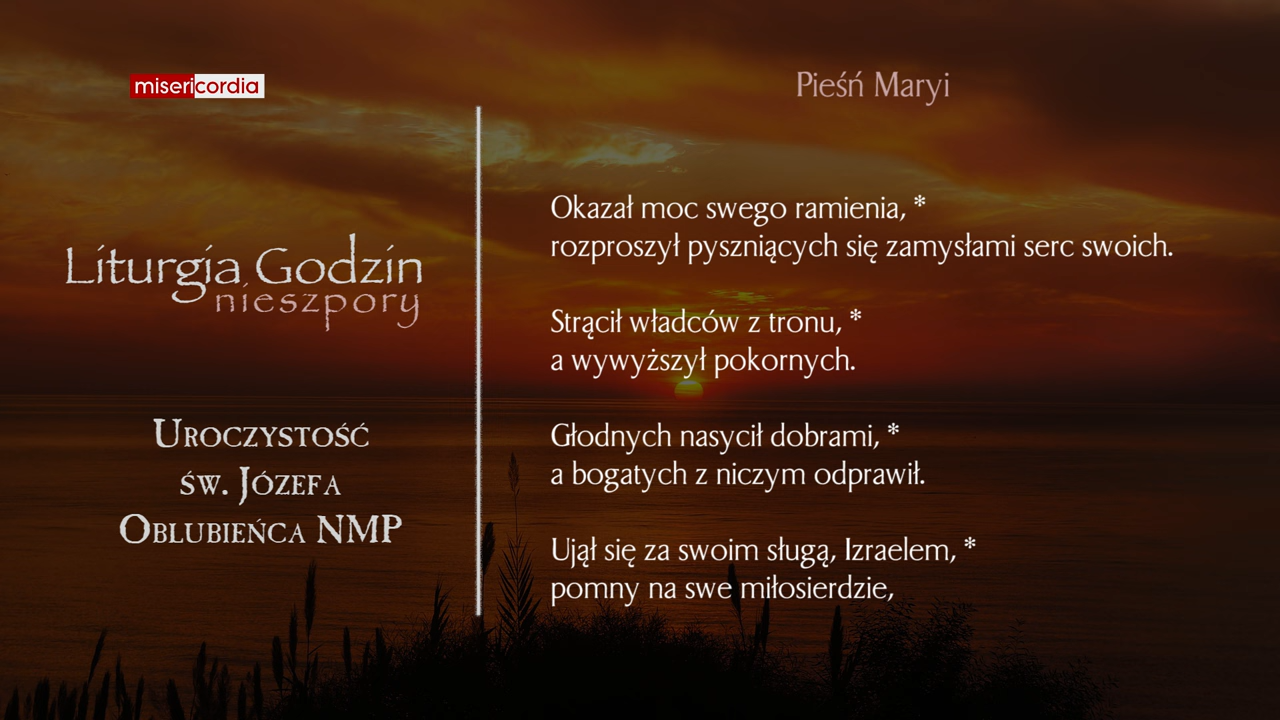 misericordia
Liturgia Godzin
nieszpory
Uroczystość
św. Józefa
Oblubieńca NMP
Pieśń Maryi
Okazał moc swego ramienia, *
rozproszył pyszniących się zamysłami serc swoich.
Strącił władców z tronu, *
a wywyższył pokornych.
Głodnych nasycił dobrami, *
a bogatych z niczym odprawił.
Ujął się za swoim sługą, Izraelem, *
pomny na swe miłosierdzie,